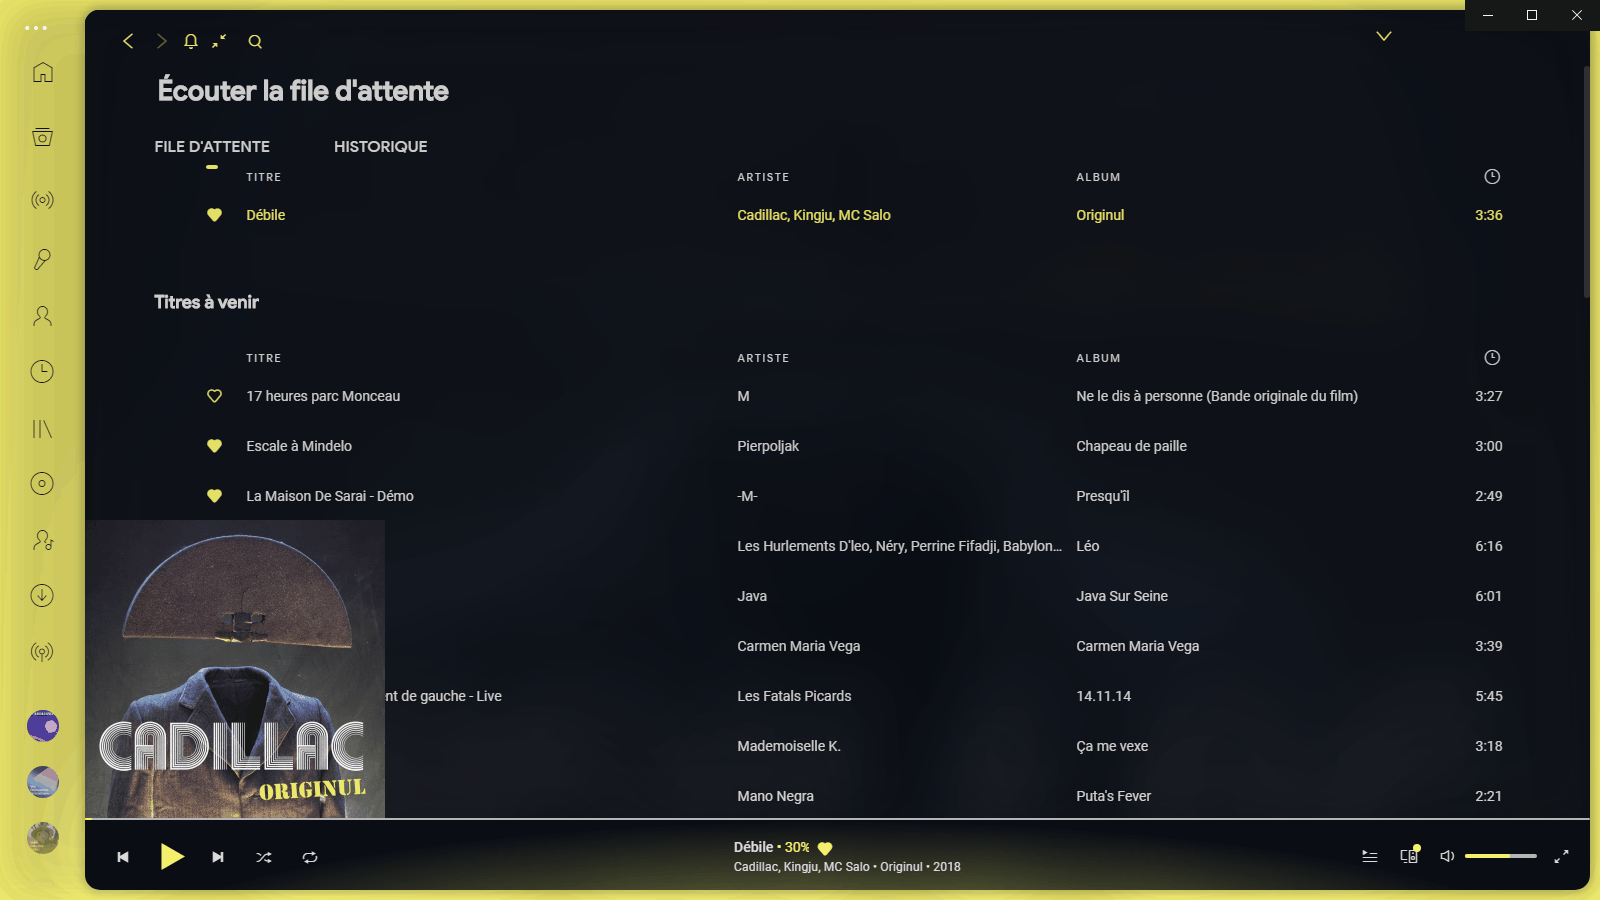 Écouter la file d'attente
FILE D'ATTENTE HISTORIQUE
TITRE ARTISTE ALBUM
Débile Cadillac, Kingju, MC Salo Originul 3:36
Titres à venir
TITRE ARTISTE ALBUM
17 heures parc Monceau M Ne le dis à personne (Bande originale du film) 3:27
Escale à Mindelo Pierpoljak Chapeau de paille 3:00
La Maison De Sarai - Démo -M- Presqu'îl 2:49
Les Hurlements D'leo, Néry, Perrine Fifadji, Babylon... Léo 6:16
Java Java Sur Seine 6:01
Carmen Maria Vega Carmen Maria Vega 3:39
nt de gauche - Live Les Fatals Picards 14.11.14 5:45
Mademoiselle K. Ça me vexe 3:18
Mano Negra Puta's Fever 2:21
CADILLAC
ORIGINUL
Débile • 30%
Cadillac, Kingju, MC Salo • Originul • 2018